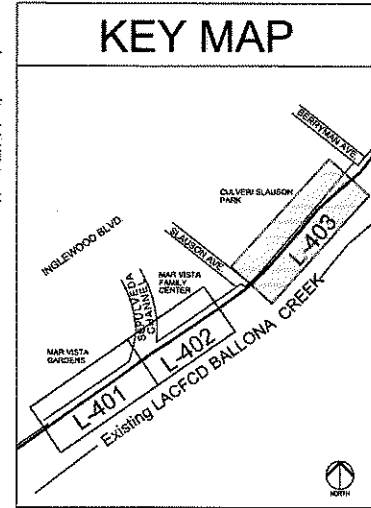 KEY MAP
BERRYMAN AVE.
CULVER/ SLAUSON
PARK
INGLEWOOD BLVD.
SLAUSON AVE.
L-403
SEPULVEDA
CHANNEL
MAR VISTA
FAMILY
CENTER
MAR VISTA
GARDENS
L-402
L-401
Existing LACFCD BALLONA CREEK
NORTH